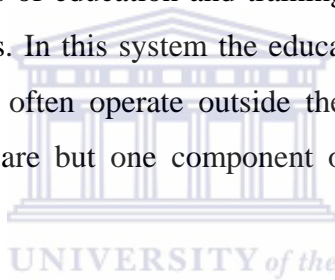 of education and training
s. In this system the educa
often operate outside the
are but one component o
UNIVERSITY of the